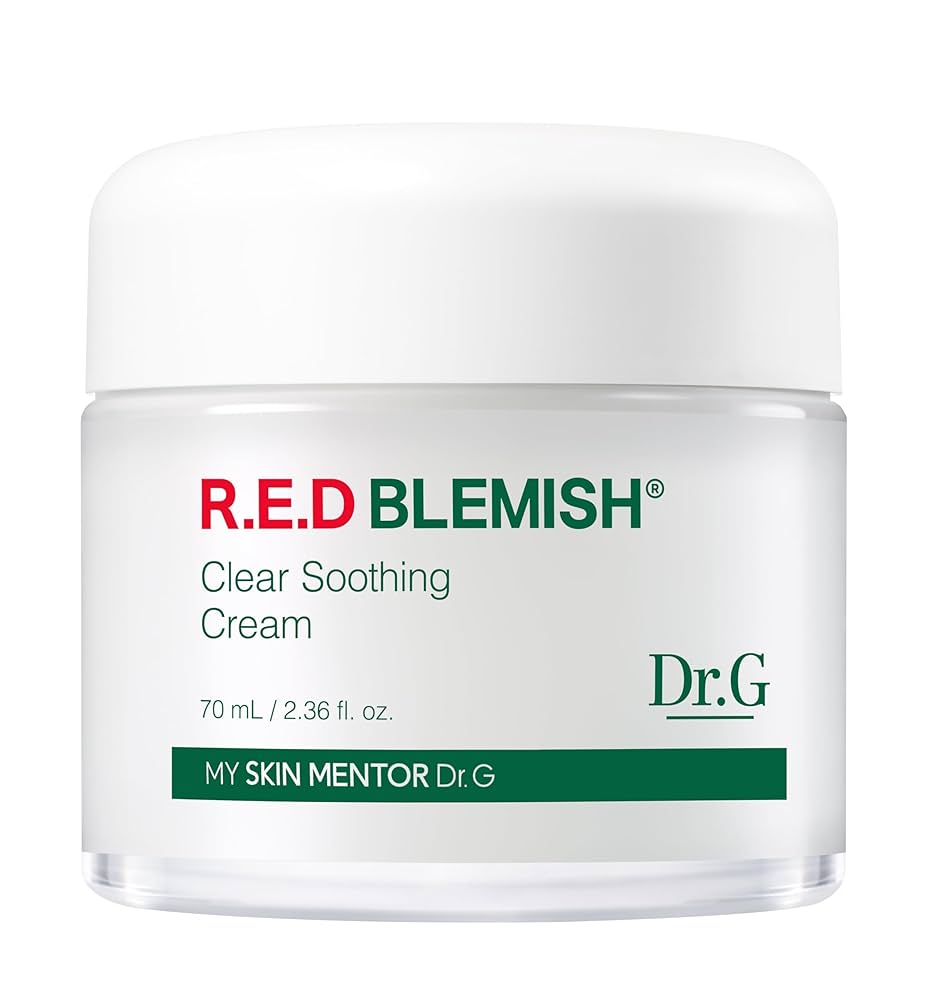 R.E.D BLEMISH®
Clear Soothing
Cream
70 mL / 2.36 fl. oz.
Dr.G
MY SKIN MENTOR Dr.G